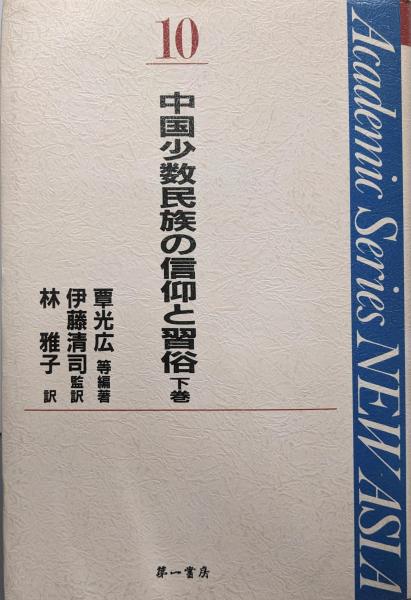 10
中国少数民族の信仰と習俗 下巻
覃光広 等編著
伊藤清司 監訳
林 雅子 訳
第一書房
Academic Series NEW ASIA